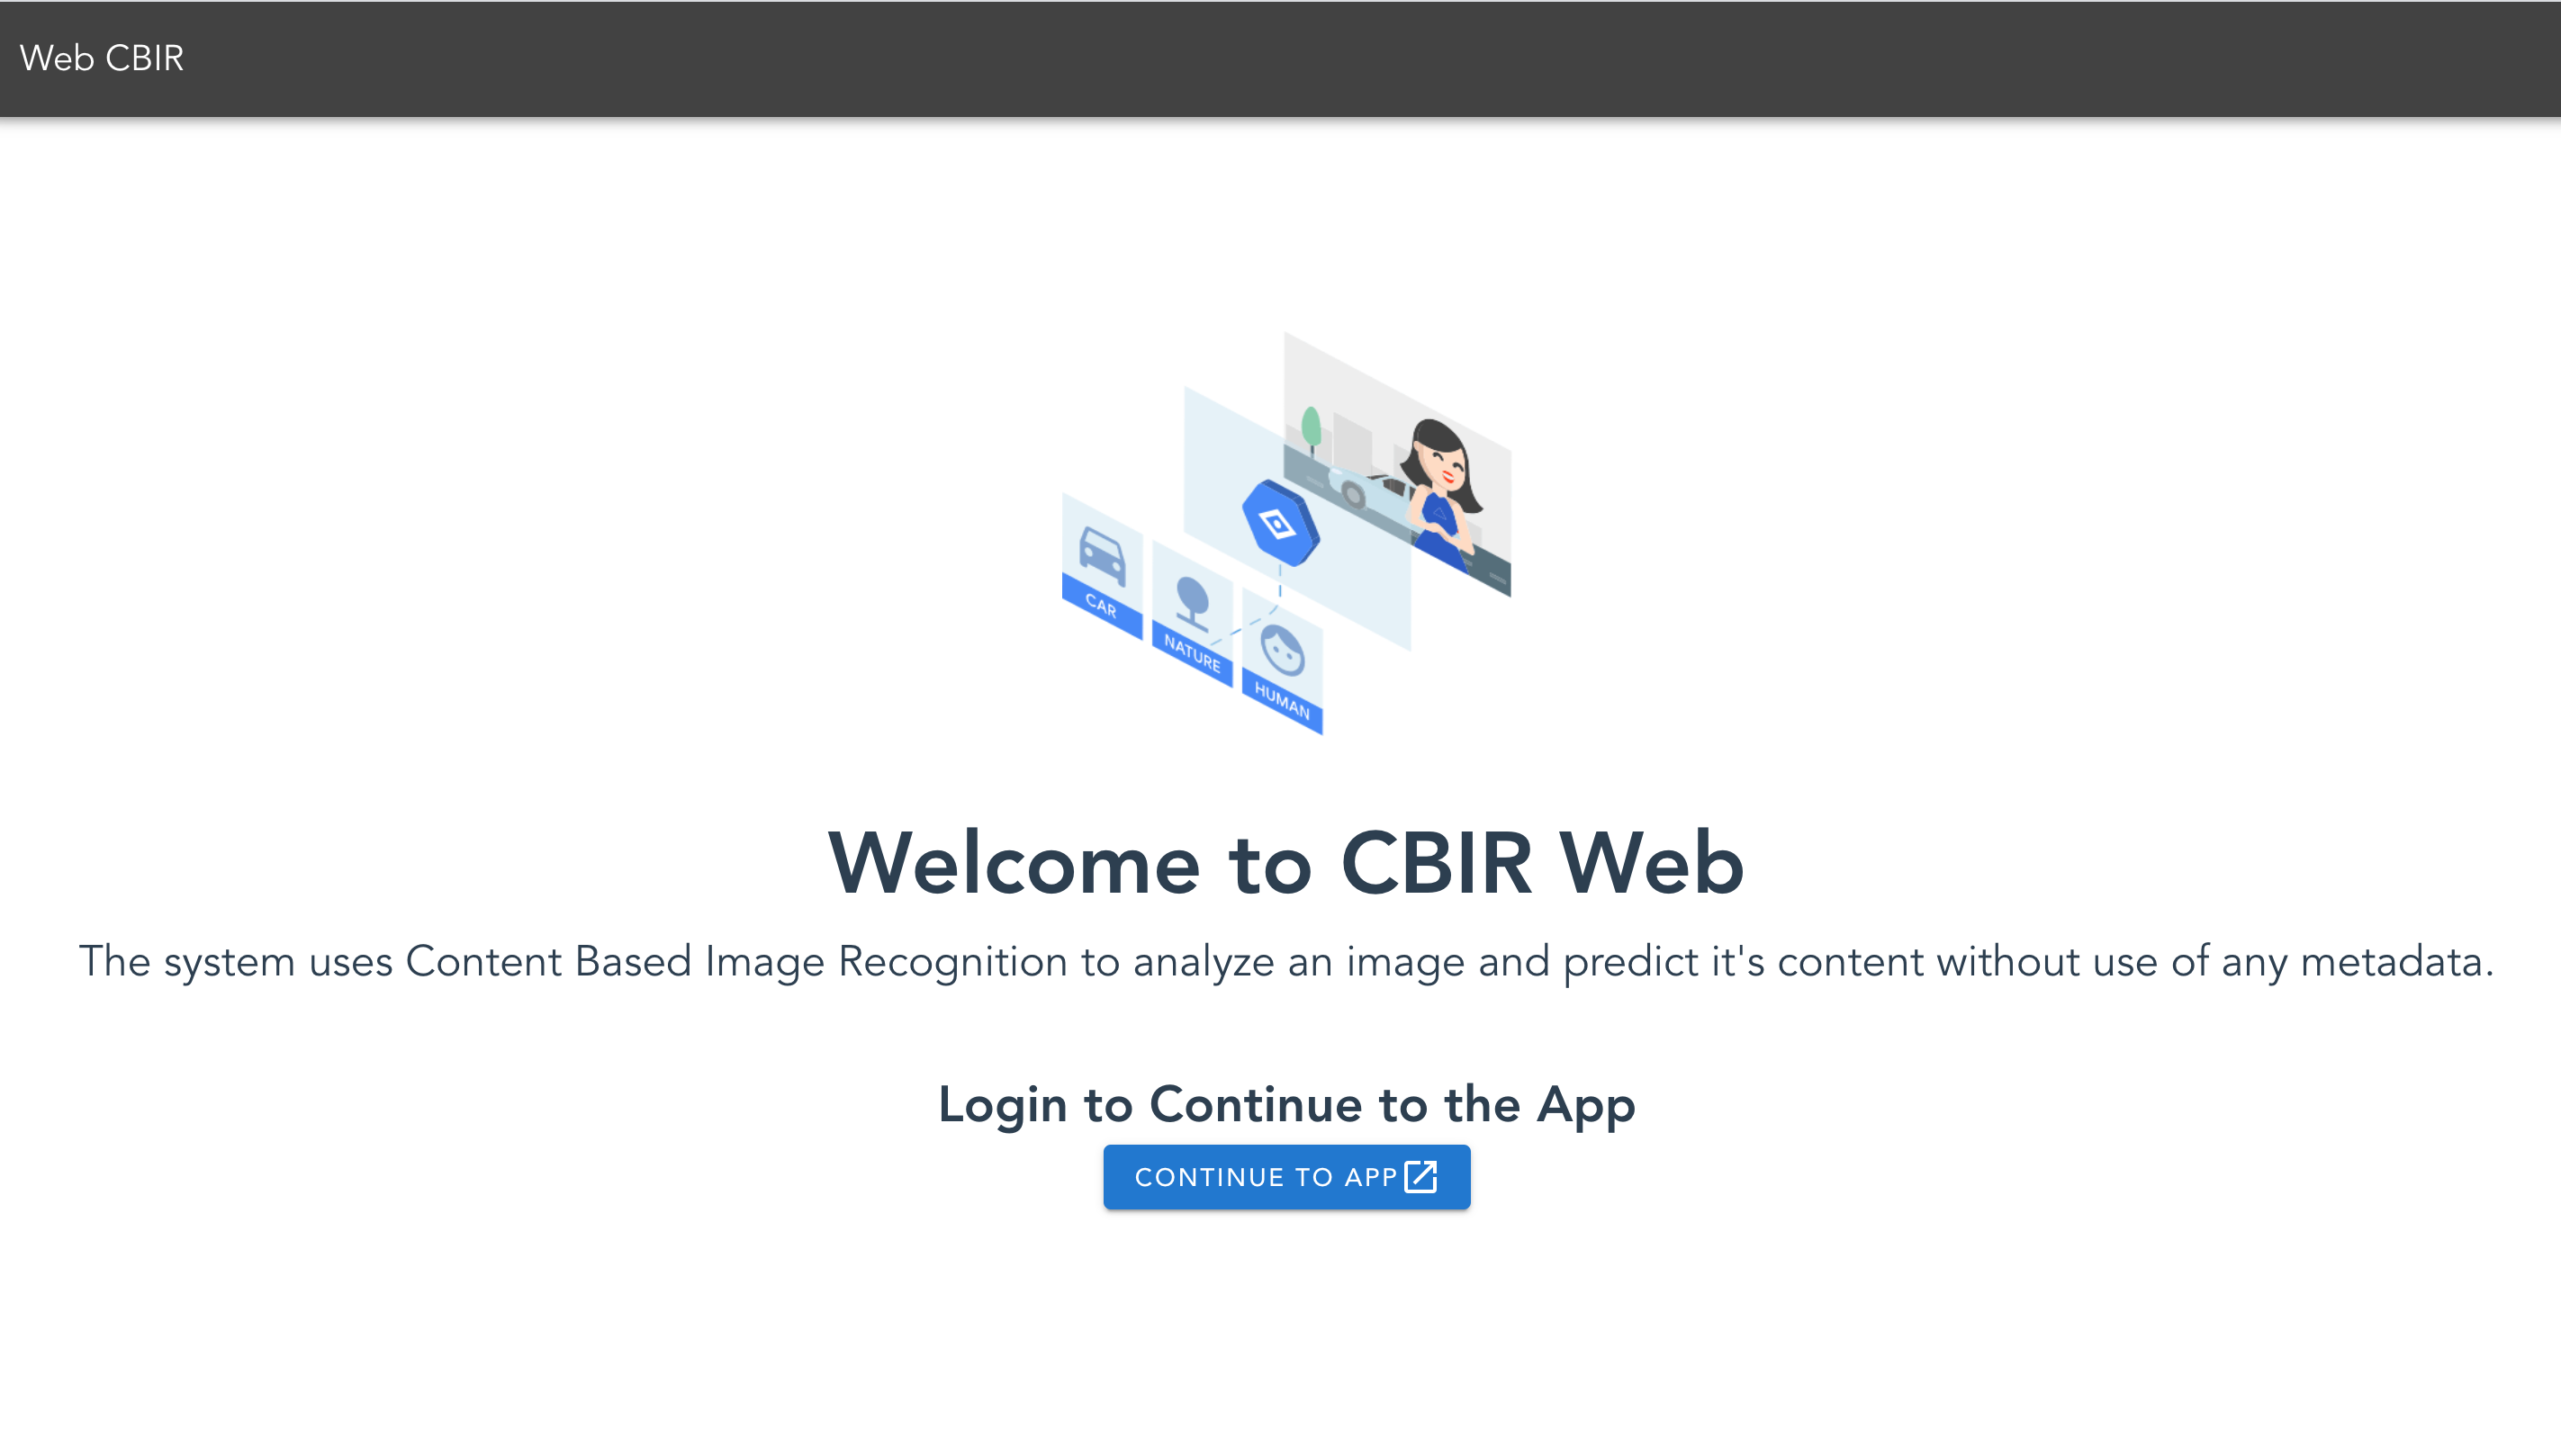 Web CBIR
CAR
NATURE
HUMAN
Welcome to CBIR Web
The system uses Content Based Image Recognition to analyze an image and predict it's content without use of any metadata.
Login to Continue to the App
CONTINUE TO APP